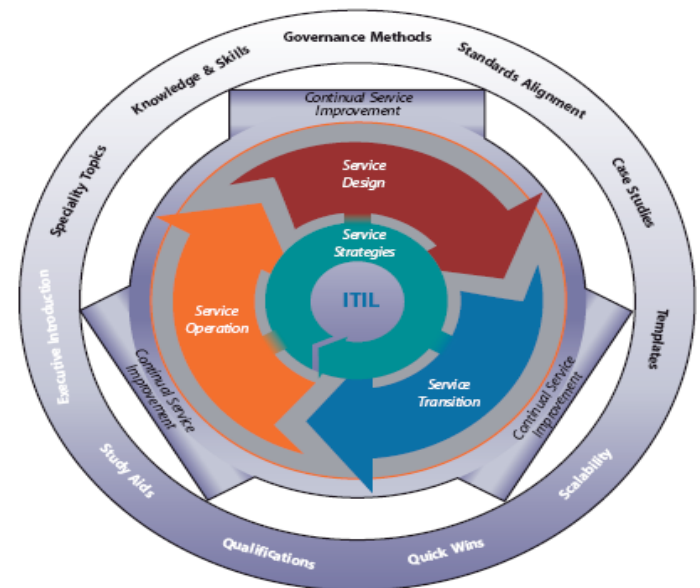 Governance Methods
Standards Alignment
Case Studies
Templates
Scalability
Quick Wins
Qualifications
Study Aids
Executive Introduction
Speciality Topics
Knowledge & Skills
Continual Service
Improvement
Service
Design
Service
Strategies
ITIL
Service
Operation
Service
Transition
Continual Service
Improvement
Continual Service
Improvement